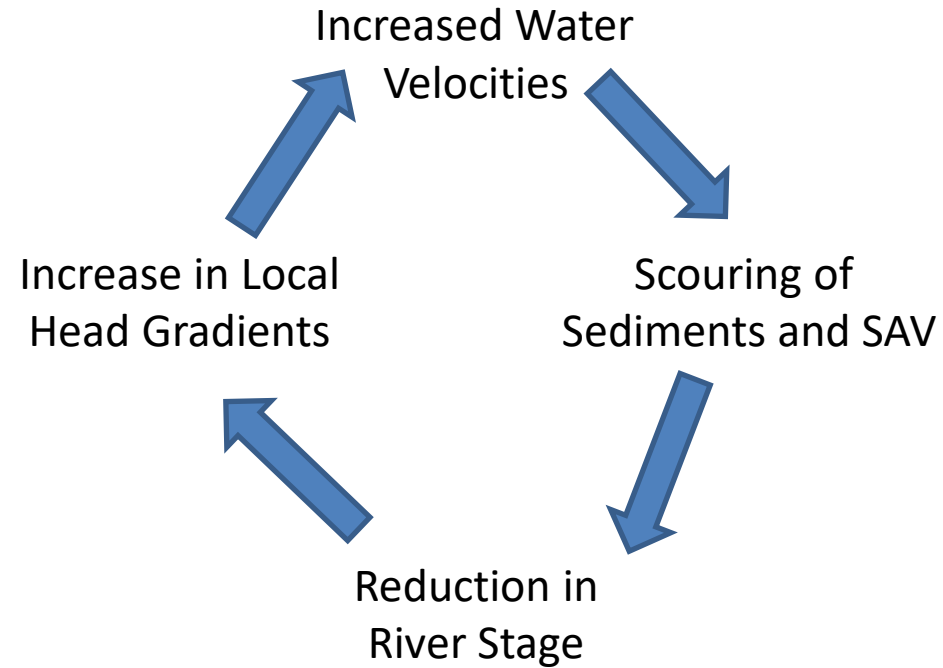 Increased Water
Velocities
Increase in Local
Head Gradients
Scouring of
Sediments and SAV
Reduction in
River Stage